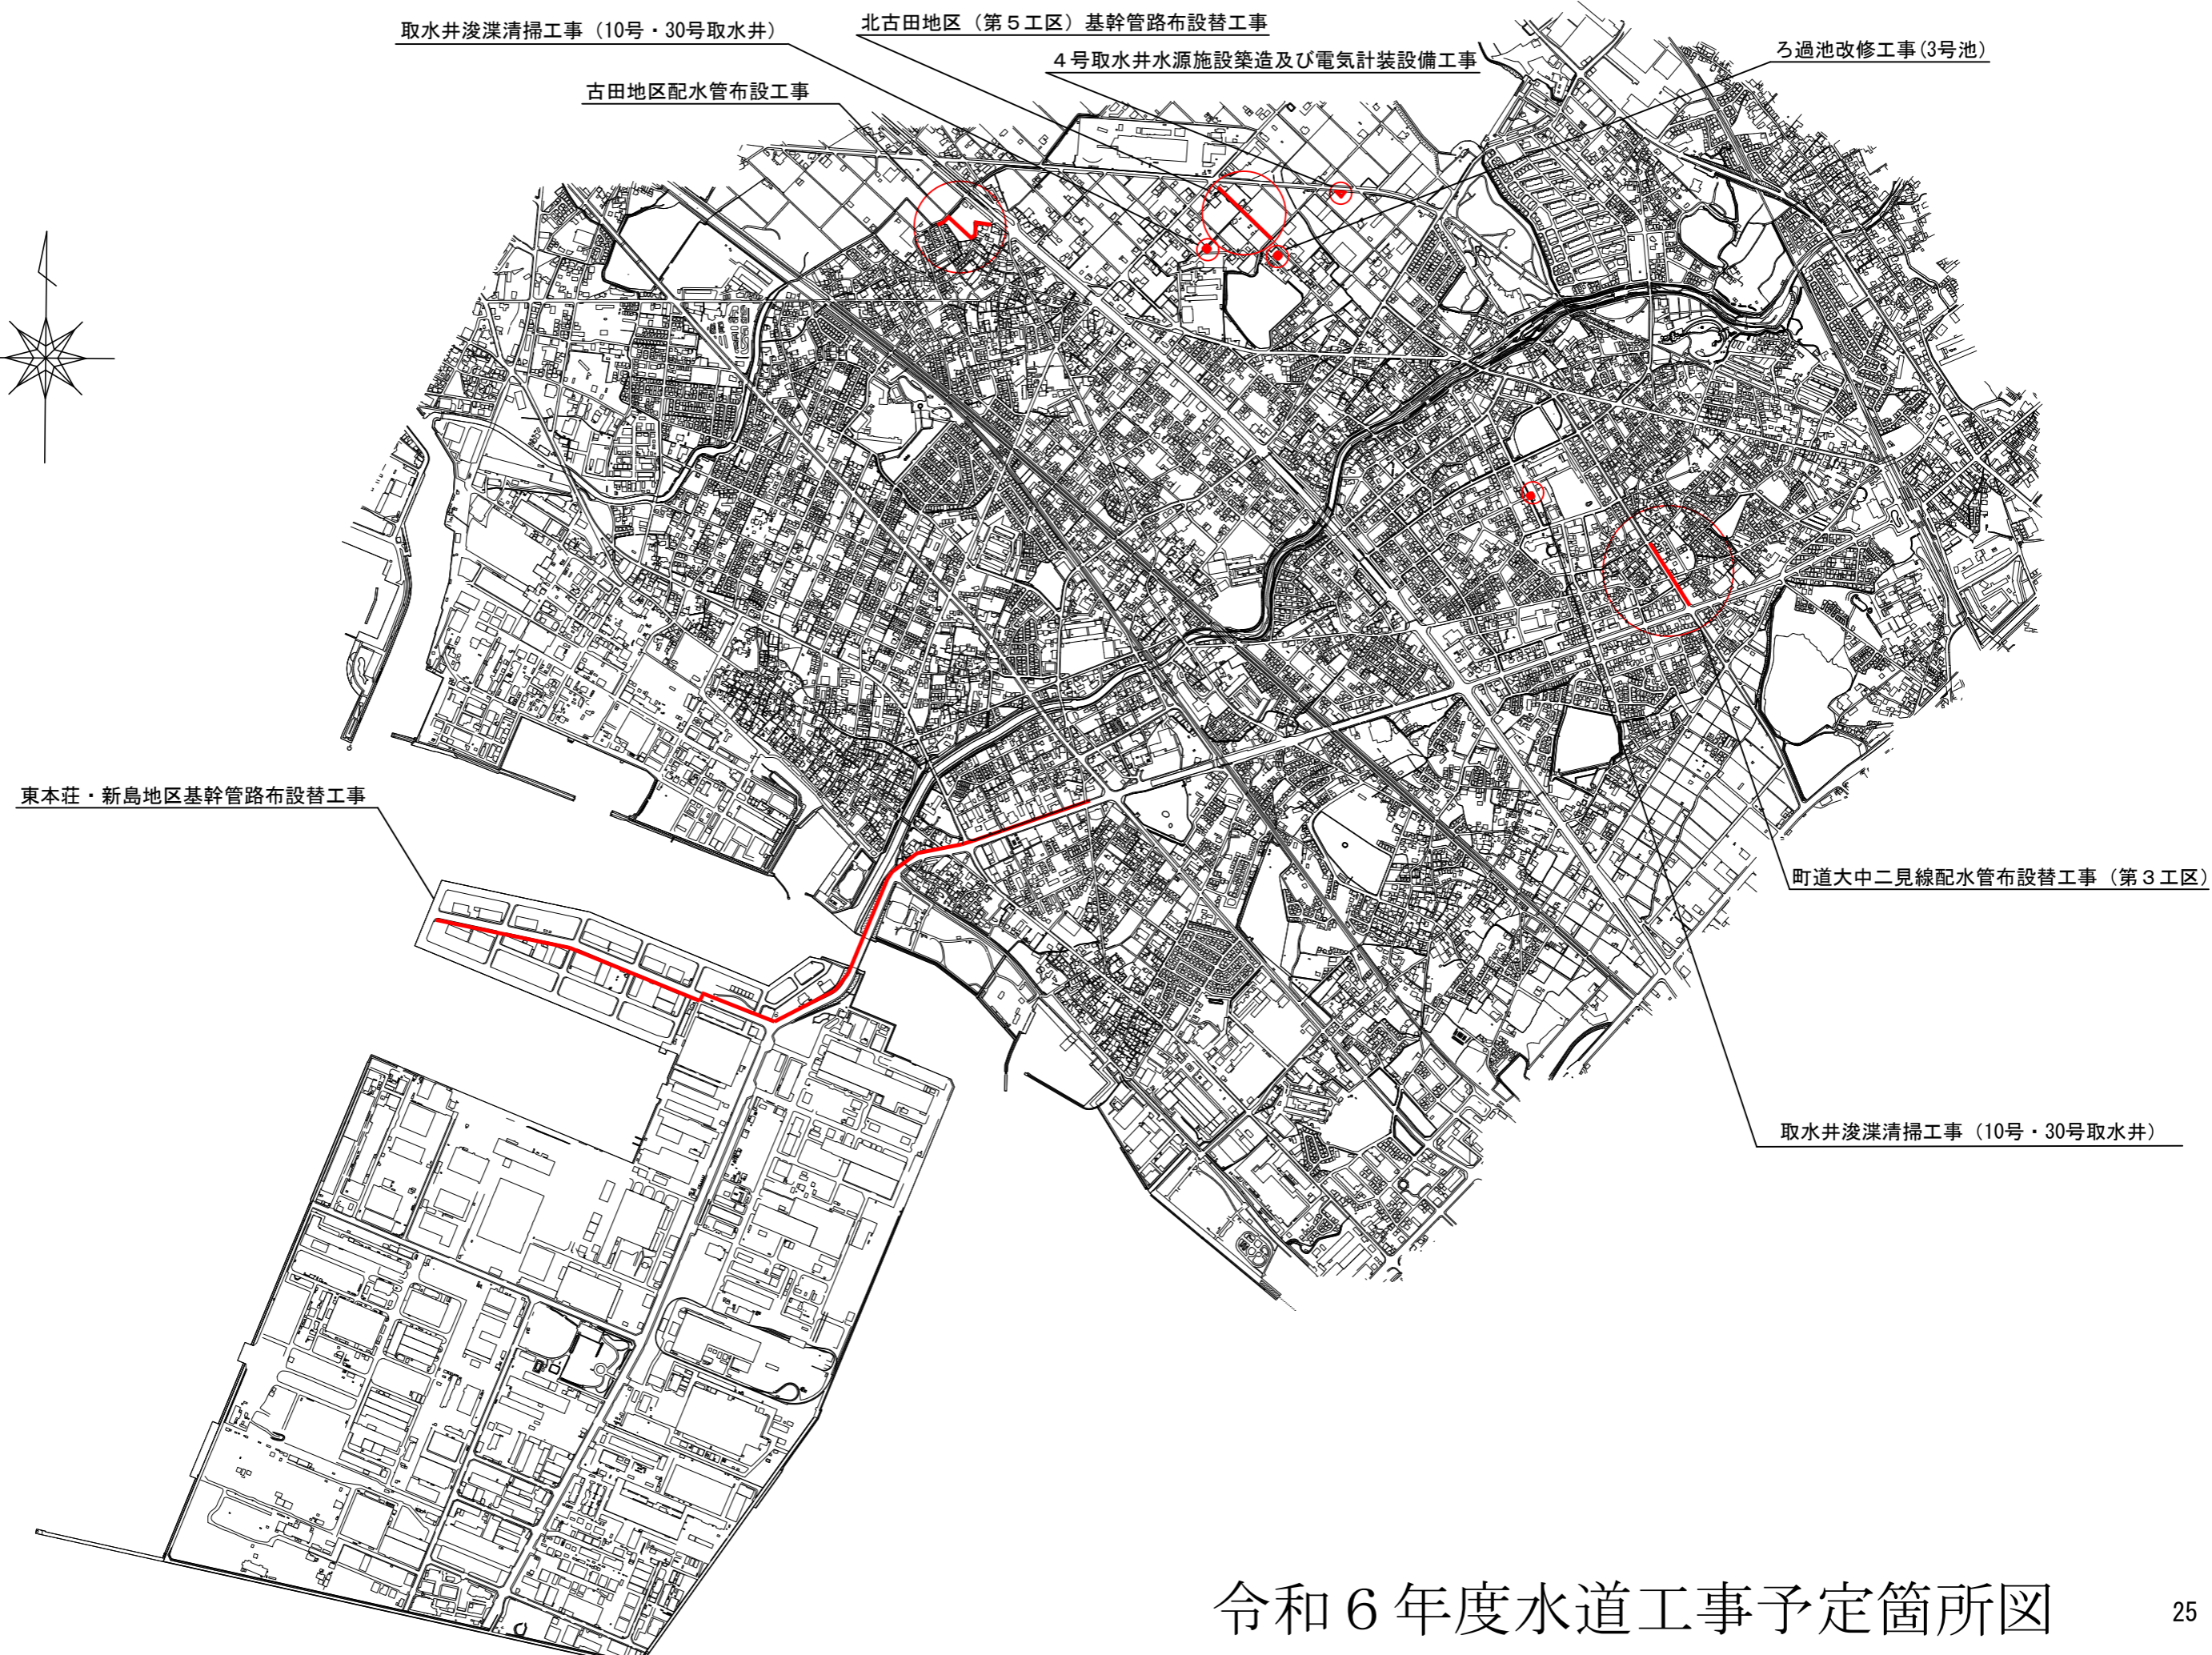 取水井浚渫清掃工事（10号・30号取水井）
北古田地区（第５工区）基幹管路布設替工事
４号取水井水源施設築造及び電気計装設備工事
ろ過池改修工事(3号池）
古田地区配水管布設工事
東本荘・新島地区基幹管路布設替工事
町道大中二見線配水管布設替工事（第３工区）
取水井浚渫清掃工事（10号・30号取水井）
令和６年度水道工事予定箇所図
25